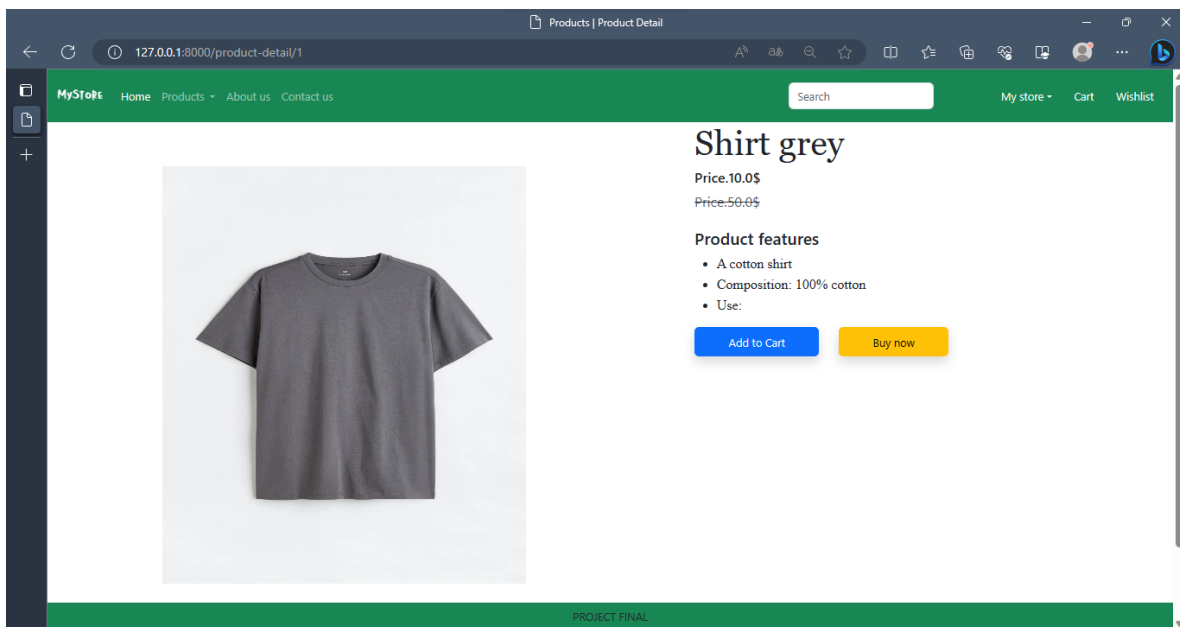 Products | Product Detail
127.0.0.1:8000/product-detail/1
MyStoRe Home Products About us Contact us Search My store Cart Wishlist
Shirt grey
Price.10.0$
Price.50.0$
Product features
• A cotton shirt
• Composition: 100% cotton
• Use:
Add to Cart Buy now
PROJECT FINAL